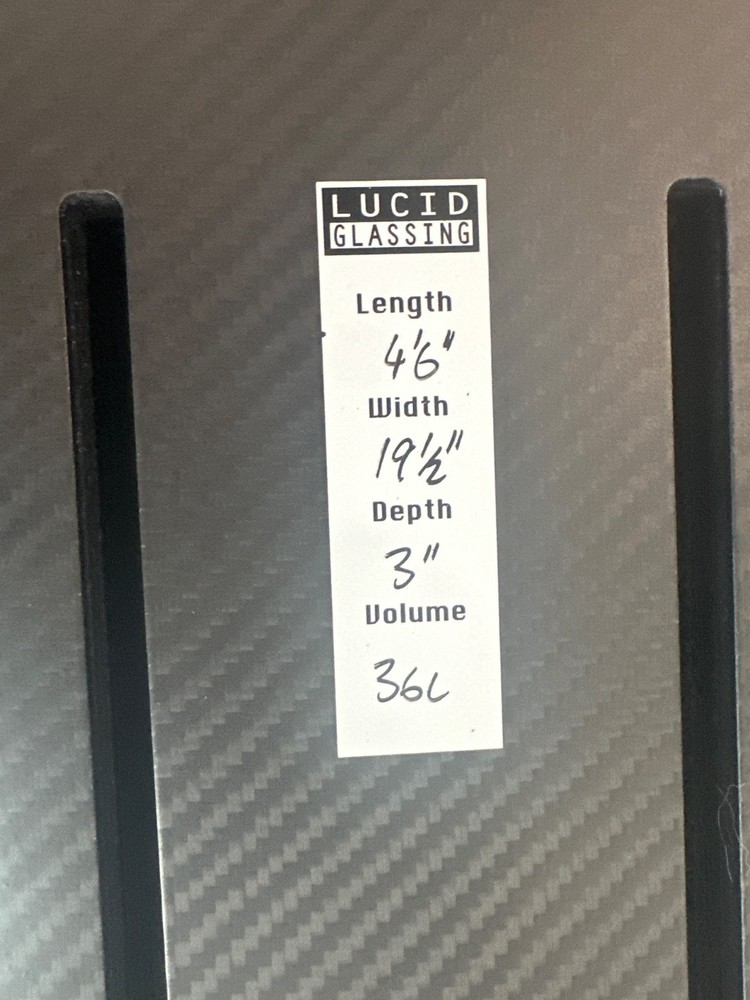 LUCID
GLASSING
Length
4'6"
Width
19½"
Depth
3"
Volume
36L